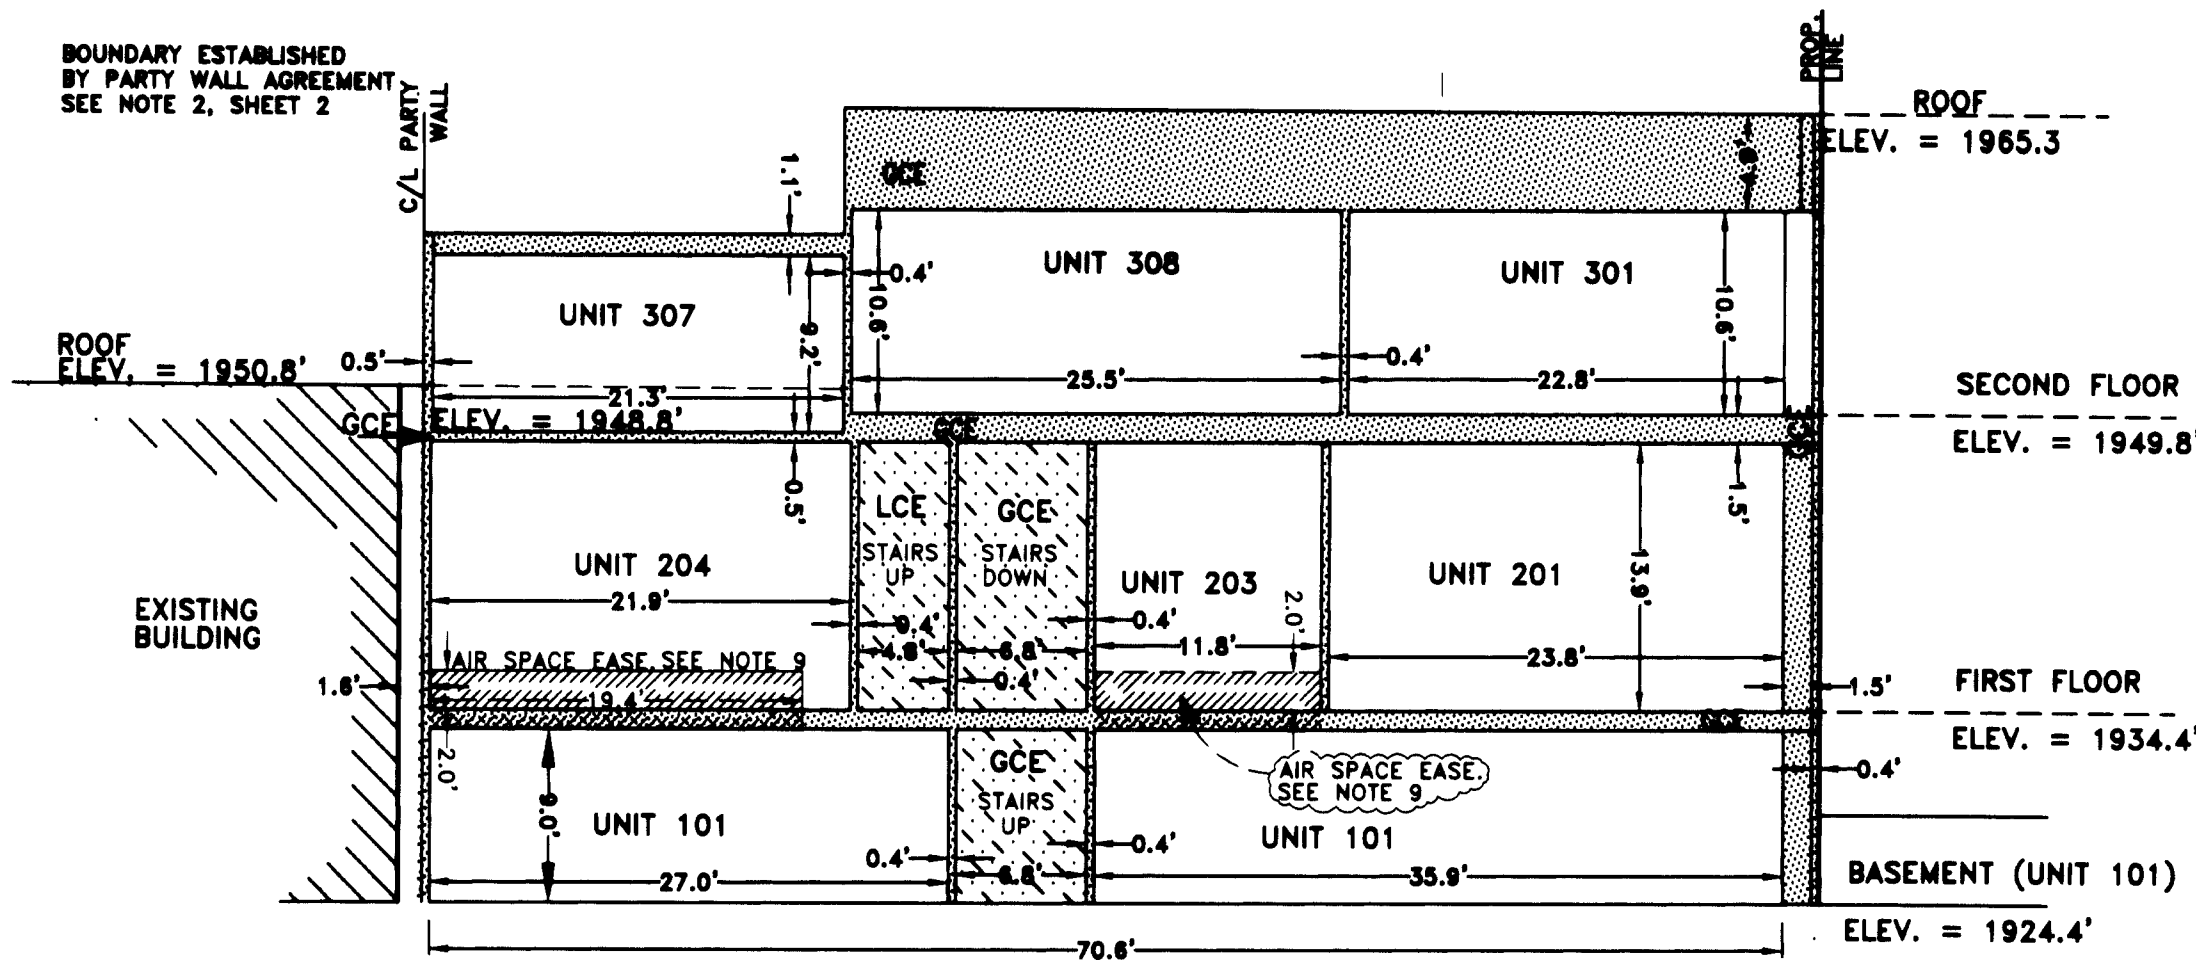 BOUNDARY ESTABLISHED
BY PARTY WALL AGREEMENT
SEE NOTE 2, SHEET 2
C/L PARTY
WALL
PROP.
LINE
ROOF
ELEV. = 1965.3
GCE
1.1'
0.4'
10.6'
UNIT 308
UNIT 301
10.6'
UNIT 307
9.2'
ROOF
ELEV. = 1950.8'
0.5'
0.4'
25.5'
22.8'
21.3'
SECOND FLOOR
GCE
ELEV. = 1948.8'
GCE
GCE
ELEV. = 1949.8'
0.5'
1.5'
LCE
STAIRS
UP
GCE
STAIRS
DOWN
UNIT 204
UNIT 203
UNIT 201
13.9'
21.9'
2.0'
EXISTING
BUILDING
0.4'
0.4'
4.8'
6.8'
11.8'
23.8'
AIR SPACE EASE. SEE NOTE 9
1.6'
0.4'
1.5'
FIRST FLOOR
19.4'
GCE
ELEV. = 1934.4'
2.0'
GCE
STAIRS
UP
AIR SPACE EASE.
SEE NOTE 9
0.4'
9.0'
UNIT 101
UNIT 101
0.4'
0.4'
27.0'
6.8'
35.9'
BASEMENT (UNIT 101)
ELEV. = 1924.4'
70.6'